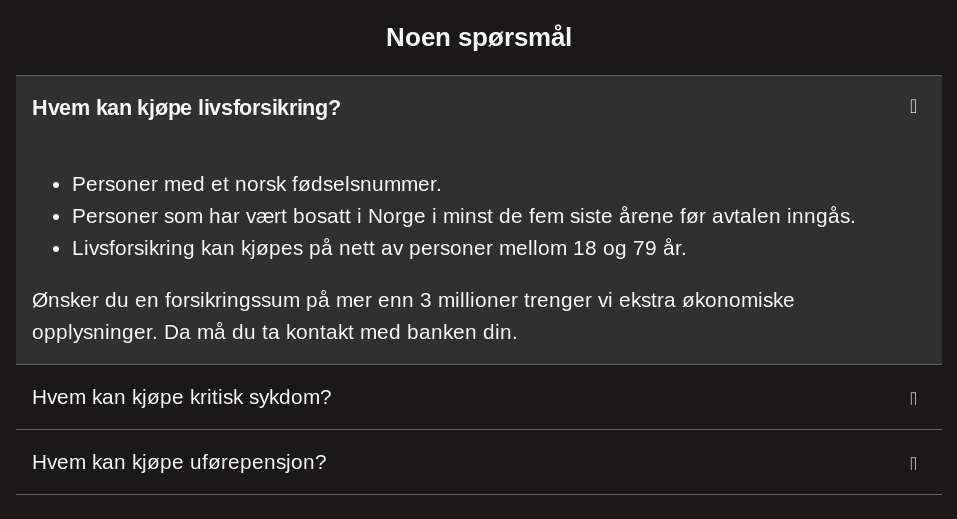 Noen spørsmål
Hvem kan kjøpe livsforsikring?
• Personer med et norsk fødselsnummer.
• Personer som har vært bosatt i Norge i minst de fem siste årene før avtalen inngås.
• Livsforsikring kan kjøpes på nett av personer mellom 18 og 79 år.
Ønsker du en forsikringssum på mer enn 3 millioner trenger vi ekstra økonomiske
opplysninger. Da må du ta kontakt med banken din.
Hvem kan kjøpe kritisk sykdom?
Hvem kan kjøpe uførepensjon?